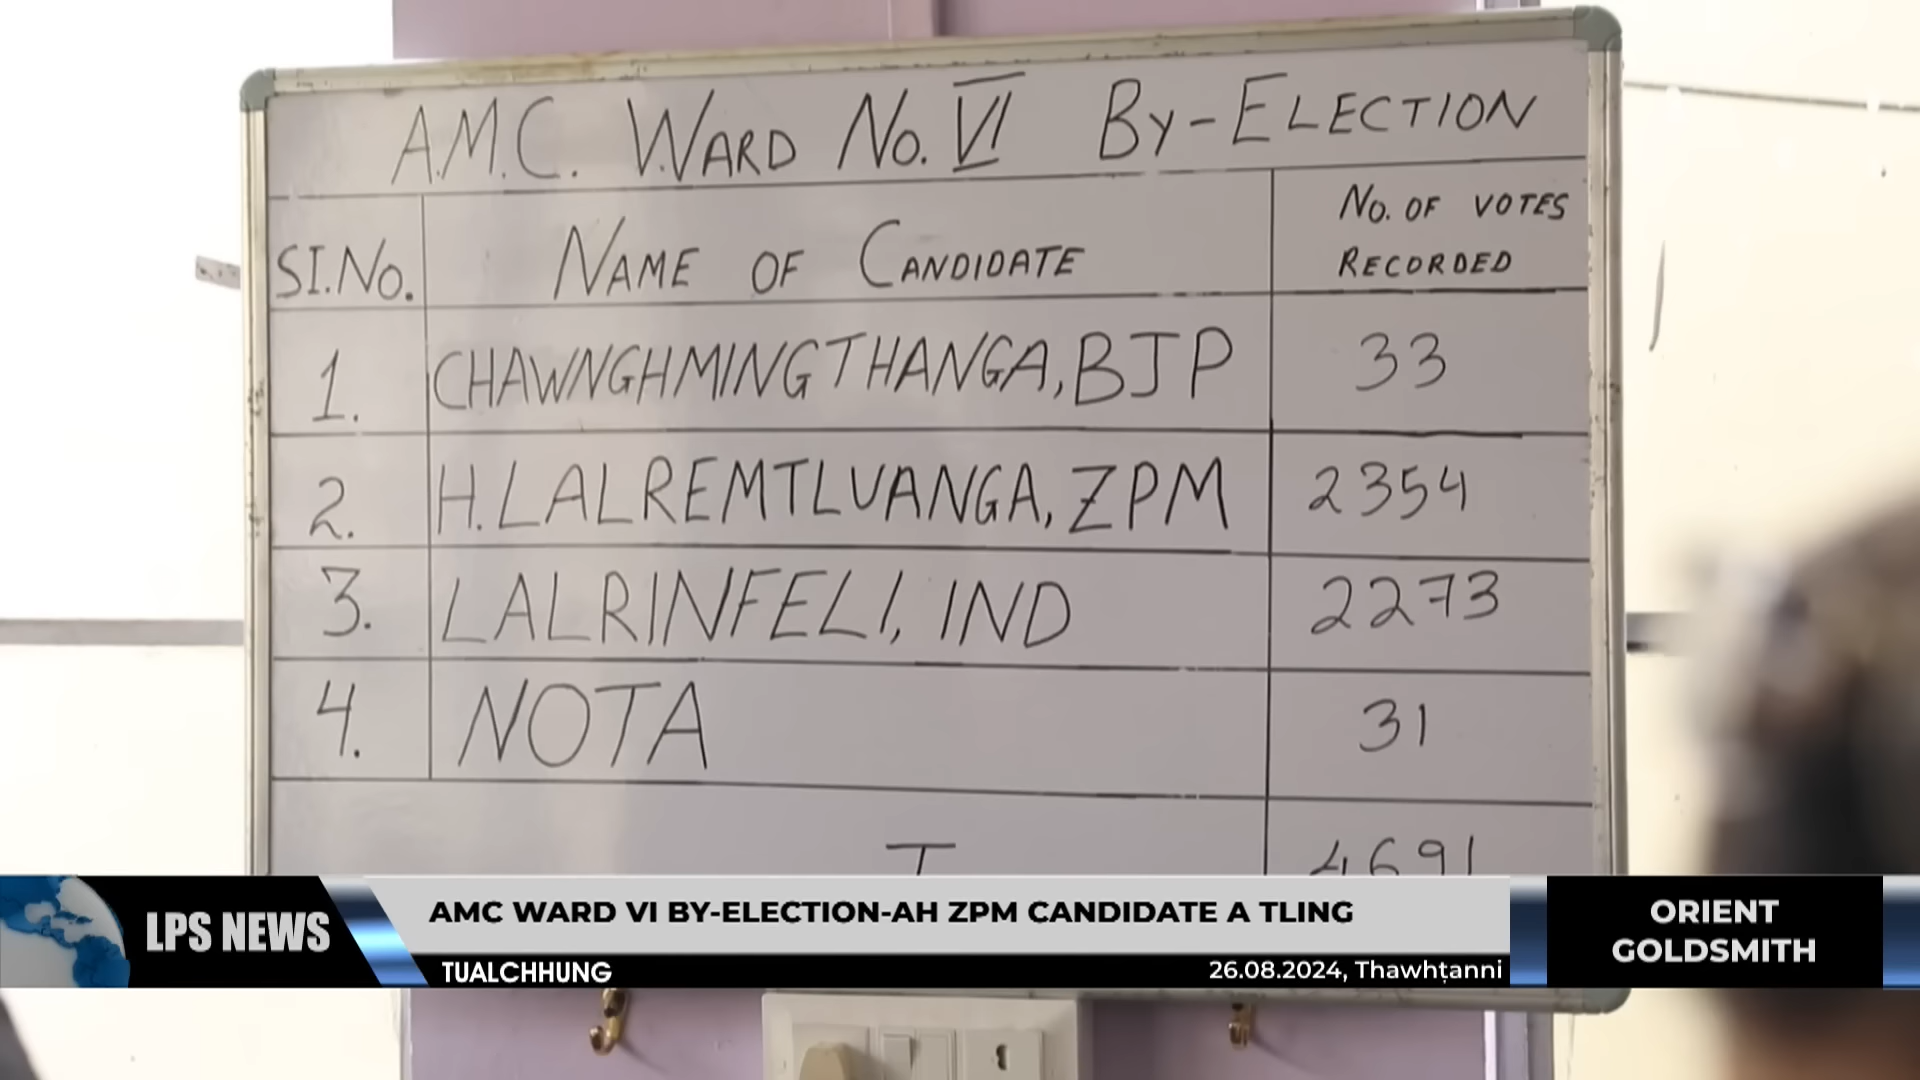 A.M.C. WARD No. VI BY-ELECTION
SI.No. NAME OF CANDIDATE No. OF VOTES RECORDED
1. CHAWNGHMINGTHANGA, BJP 33
2. H.LALREMTLUANGA, ZPM 2354
3. LALRINFELI, IND 2273
4. NOTA 31
4691
LPS NEWS
AMC WARD VI BY-ELECTION-AH ZPM CANDIDATE A TLING
TUALCHHUNG
26.08.2024, Thawhṭanni
ORIENT
GOLDSMITH